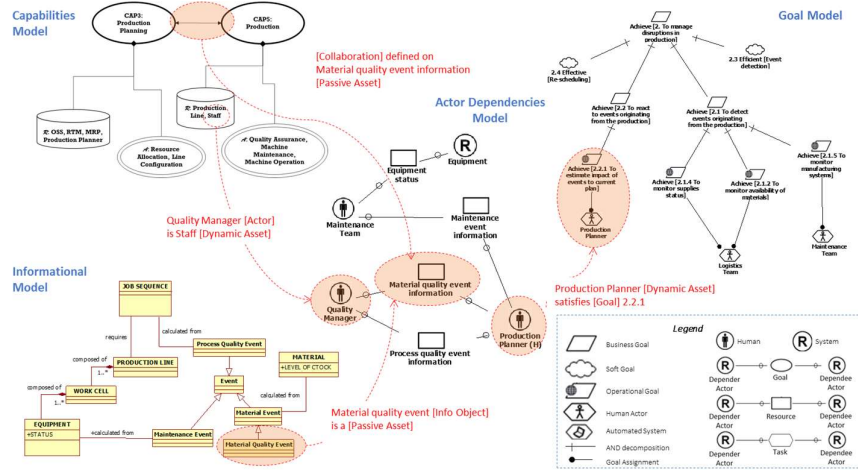 Capabilities
Model
CAP3:
Production
Planning
CAP5:
Production
R: OSS, RTM, MRP,
Production Planner
A: Resource
Allocation, Line
Configuration
R: Production
Line, Staff
A: Quality Assurance,
Machine
Maintenance,
Machine Operation
[Collaboration] defined on
Material quality event information
[Passive Asset]
Quality Manager [Actor]
is Staff [Dynamic Asset]
Actor Dependencies
Model
Equipment
status
R
Equipment
Maintenance
Team
Maintenance
event
information
Quality
Manager
Material quality event
information
Process quality event
information
Production
Planner (H)
Goal Model
Achieve [2. To manage
disruptions in
production]
2.4 Effective
[Re-scheduling]
2.3 Efficient [Event
detection]
Achieve [2.2 To react
to events originating
from the production]
Achieve [2.1 To detect
events originating
from the production]
Achieve [2.2.1 To
estimate impact of
events to current
plan]
Production
Planner
Achieve [2.1.4 To
monitor supplies
status]
Achieve [2.1.2 To
monitor availability of
materials]
Achieve [2.1.5 To
monitor
manufacturing
systems]
Logistics
Team
Maintenance
Team
Production Planner [Dynamic Asset]
satisfies [Goal] 2.2.1
Informational
Model
JOB SEQUENCE
requires
calculated from
Process Quality Event
composed of
1..*
PRODUCTION LINE
composed of
1..*
WORK CELL
EQUIPMENT
+STATUS
+calculated from
Maintenance Event
Event
Material Event
MATERIAL
+LEVEL OF CTOCK
calculated from
Material Quality Event
Material quality event [Info Object]
is a [Passive Asset]
Legend
Business Goal
Soft Goal
Operational Goal
Human Actor
Automated System
AND decomposition
Goal Assignment
Human
R
System
R
R
Depender
Actor
Goal
Dependee
Actor
R
R
Depender
Actor
Resource
Dependee
Actor
R
R
Depender
Actor
Task
Dependee
Actor